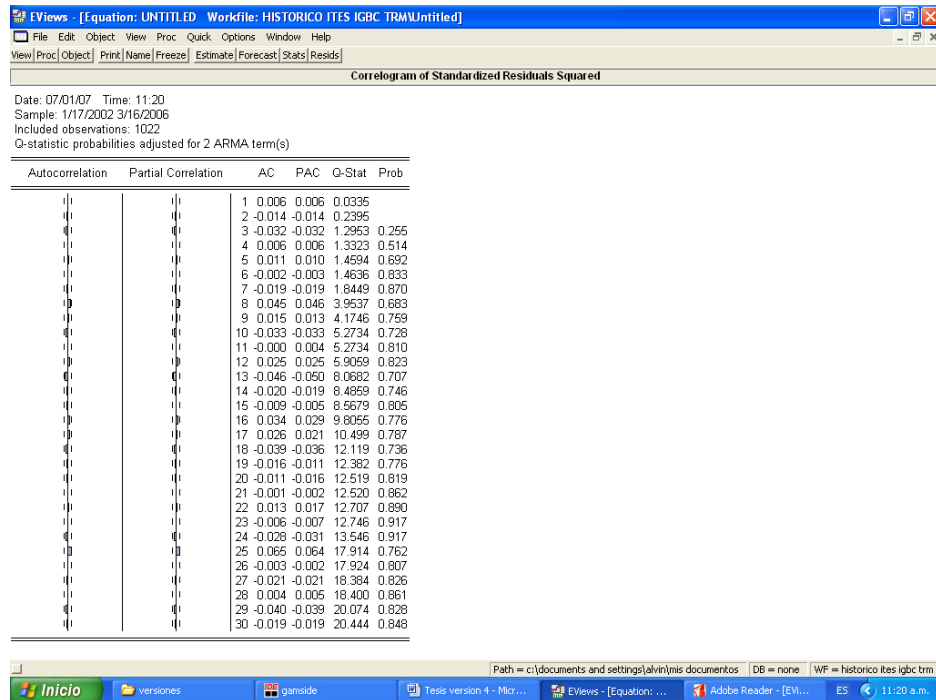 EViews - [Equation: UNTITLED   Workfile: HISTORICO ITES IGBC TRM\Untitled]
File Edit Object View Proc Quick Options Window Help
View Proc Object Print Name Freeze Estimate Forecast Stats Resids
Correlogram of Standardized Residuals Squared
Date: 07/01/07 Time: 11:20
Sample: 1/17/2002 3/16/2006
Included observations: 1022
Q-statistic probabilities adjusted for 2 ARMA term(s)
Autocorrelation Partial Correlation AC PAC Q-Stat Prob
1 0.006 0.006 0.0335
2 -0.014 -0.014 0.2395
3 -0.032 -0.032 1.2953 0.255
4 0.006 0.006 1.3323 0.514
5 0.011 0.010 1.4594 0.692
6 -0.002 -0.003 1.4636 0.833
7 -0.019 -0.019 1.8449 0.870
8 0.045 0.046 3.9537 0.683
9 0.015 0.013 4.1746 0.759
10 -0.033 -0.033 5.2734 0.728
11 -0.000 0.004 5.2734 0.810
12 0.025 0.025 5.9059 0.823
13 -0.046 -0.050 8.0682 0.707
14 -0.020 -0.019 8.4859 0.746
15 -0.009 -0.005 8.5679 0.805
16 0.034 0.029 9.8055 0.776
17 0.026 0.021 10.499 0.787
18 -0.039 -0.036 12.119 0.736
19 -0.016 -0.011 12.382 0.776
20 -0.011 -0.016 12.519 0.819
21 -0.001 -0.002 12.520 0.862
22 0.013 0.017 12.707 0.890
23 -0.006 -0.007 12.746 0.917
24 -0.028 -0.031 13.546 0.917
25 0.065 0.064 17.914 0.762
26 -0.003 -0.002 17.924 0.807
27 -0.021 -0.021 18.384 0.826
28 0.004 0.005 18.400 0.861
29 -0.040 -0.039 20.074 0.828
30 -0.019 -0.019 20.444 0.848
Path = c:\documents and settings\alvin\mis documentos DB = none WF = historico ites igbc trm
Inicio versiones IDE gamside Tesis version 4 - Micr... EViews - [Equation: ... Adobe Reader - [EVi... ES 11:20 a.m.